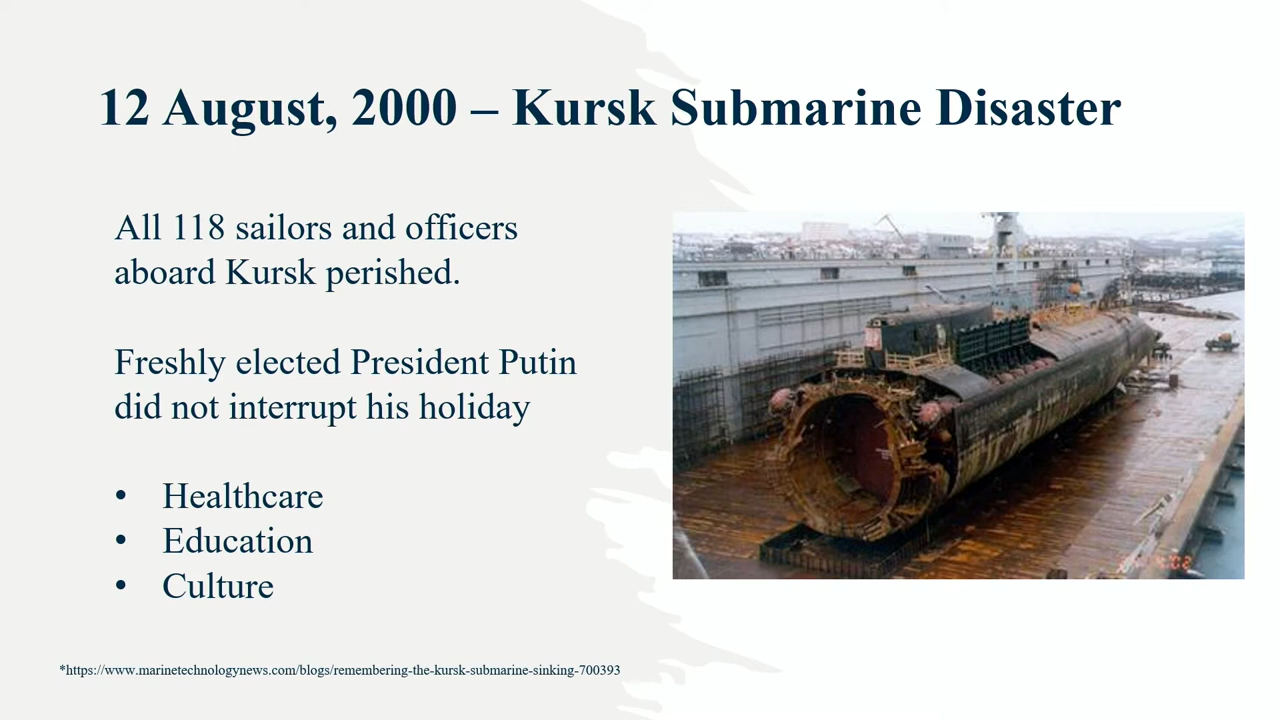 12 August, 2000 – Kursk Submarine Disaster
All 118 sailors and officers
aboard Kursk perished.
Freshly elected President Putin
did not interrupt his holiday
• Healthcare
• Education
• Culture
*https://www.marinetechnologynews.com/blogs/remembering-the-kursk-submarine-sinking-700393